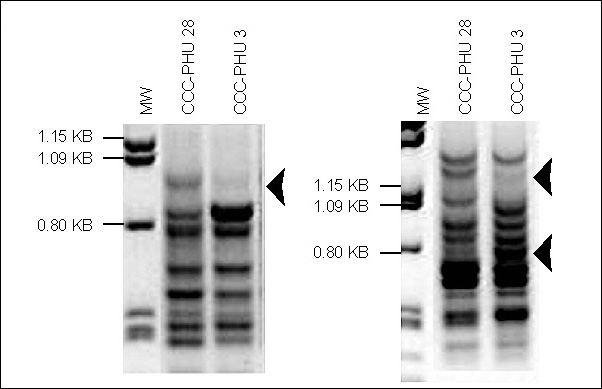 MW
CCC-PHU 28
CCC-PHU 3
1.15 KB
1.09 KB
0.80 KB
MW
CCC-PHU 28
CCC-PHU 3
1.15 KB
1.09 KB
0.80 KB